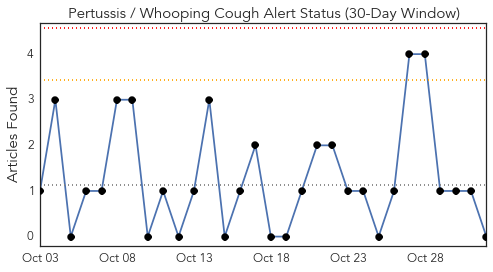 Pertussis / Whooping Cough Alert Status (30-Day Window)
Articles Found
4
3
2
1
0
Oct 03 Oct 08 Oct 13 Oct 18 Oct 23 Oct 28